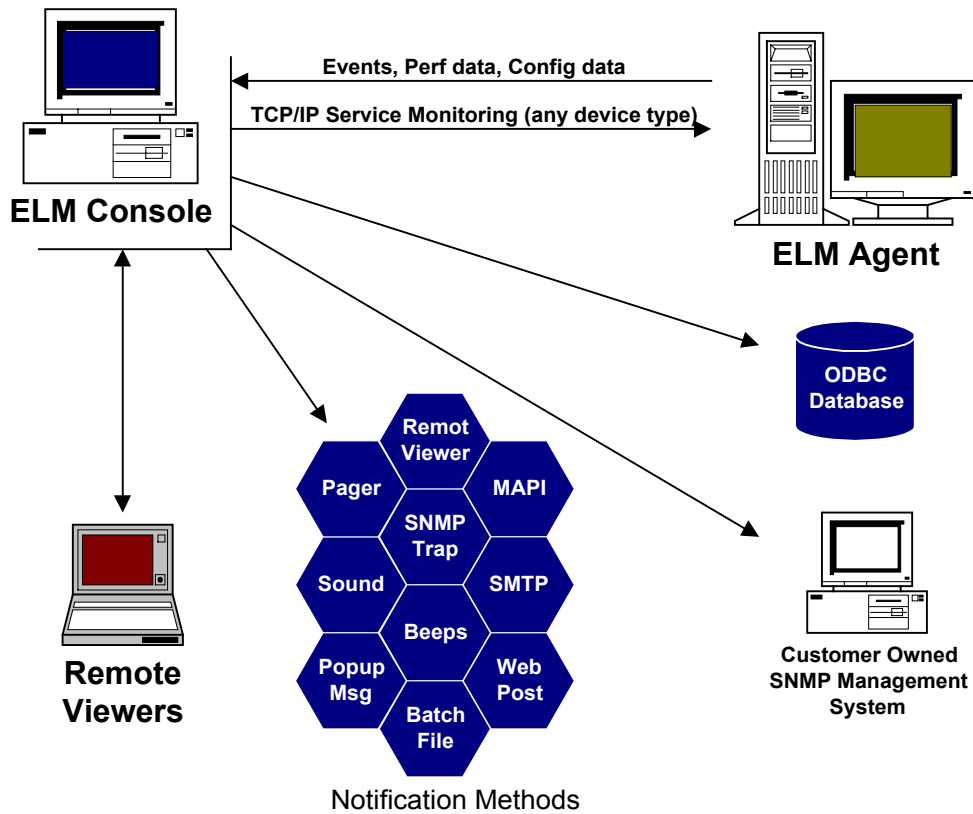 Events, Perf data, Config data
TCP/IP Service Monitoring (any device type)
ELM Console
ELM Agent
ODBC
Database
Remot
Viewer
Pager
MAPI
SNMP
Trap
Sound
SMTP
Beeps
Popup
Msg
Web
Post
Batch
File
Remote
Viewers
Customer Owned
SNMP Management
System
Notification Methods